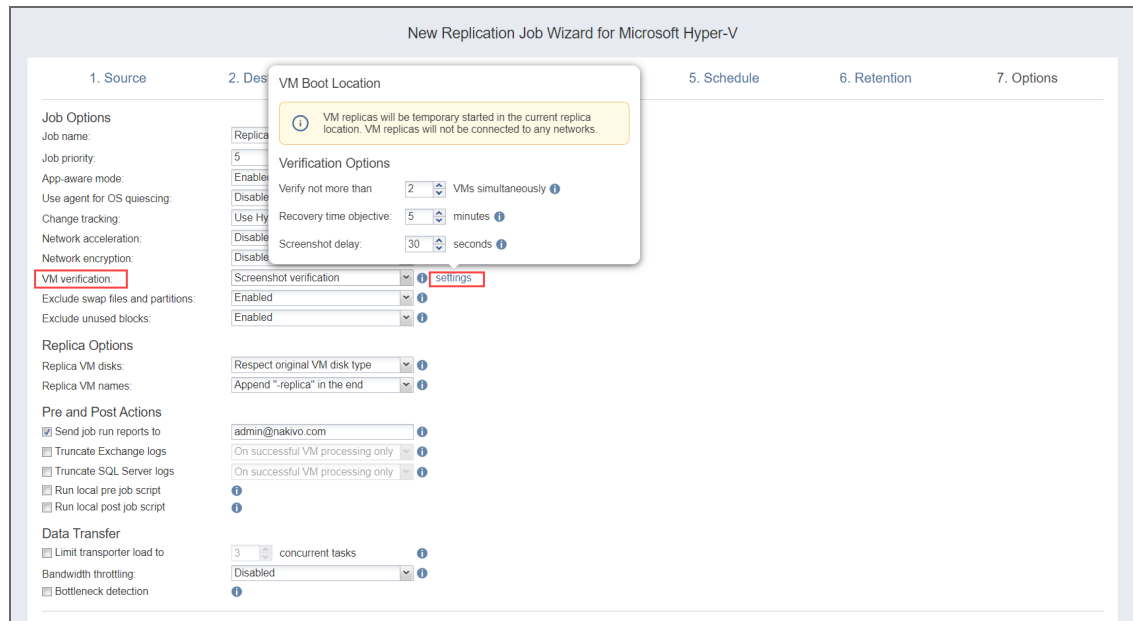 New Replication Job Wizard for Microsoft Hyper-V
1. Source
2. Des
5. Schedule
6. Retention
7. Options
VM Boot Location
VM replicas will be temporary started in the current replica
location. VM replicas will not be connected to any networks.
Verification Options
Verify not more than 2 VMs simultaneously
Recovery time objective: 5 minutes
Screenshot delay: 30 seconds
Job Options
Job name: Replica
Job priority: 5
App-aware mode: Enable
Use agent for OS quiescing: Disable
Change tracking: Use Hy
Network acceleration: Disable
Network encryption: Disable
VM verification: Screenshot verification settings
Exclude swap files and partitions: Enabled
Exclude unused blocks: Enabled
Replica Options
Replica VM disks: Respect original VM disk type
Replica VM names: Append "-replica" in the end
Pre and Post Actions
Send job run reports to admin@nakivo.com
Truncate Exchange logs On successful VM processing only
Truncate SQL Server logs On successful VM processing only
Run local pre job script
Run local post job script
Data Transfer
Limit transporter load to 3 concurrent tasks
Bandwidth throttling: Disabled
Bottleneck detection